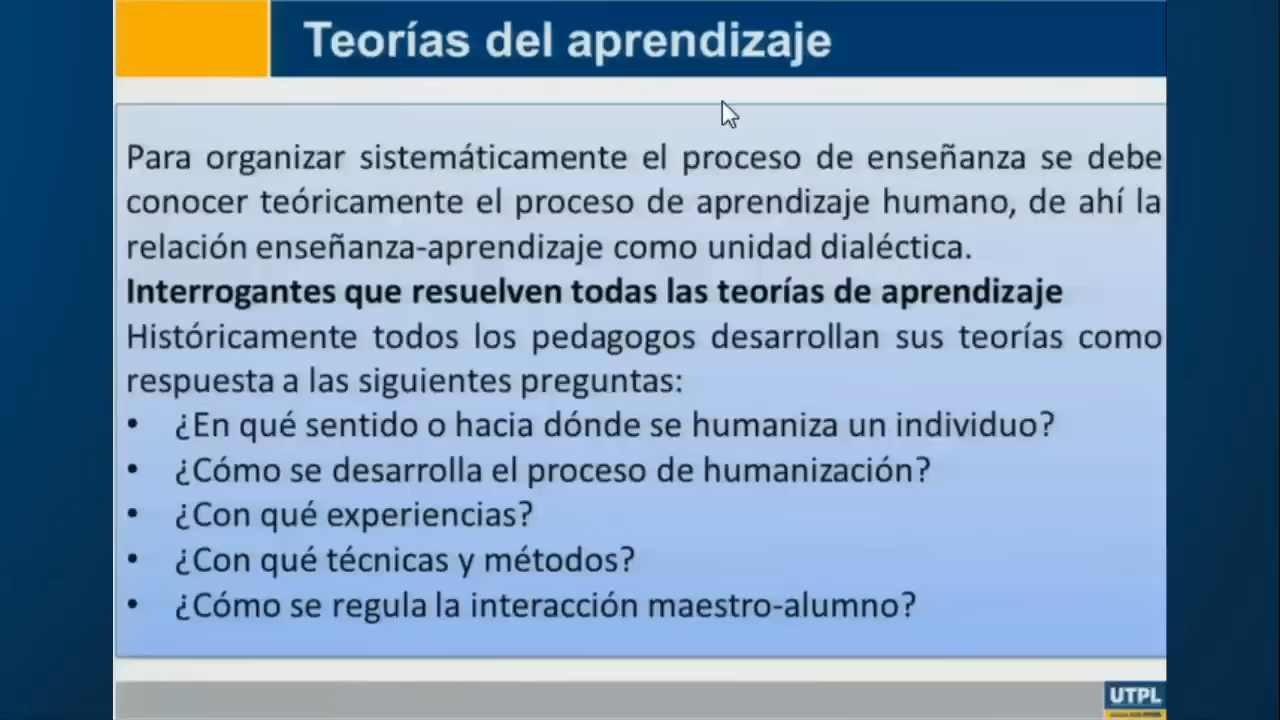 Teorías del aprendizaje
Para organizar sistemáticamente el proceso de enseñanza se debe
conocer teóricamente el proceso de aprendizaje humano, de ahí la
relación enseñanza-aprendizaje como unidad dialéctica.
Interrogantes que resuelven todas las teorías de aprendizaje
Históricamente todos los pedagogos desarrollan sus teorías como
respuesta a las siguientes preguntas:
• ¿En qué sentido o hacia dónde se humaniza un individuo?
• ¿Cómo se desarrolla el proceso de humanización?
• ¿Con qué experiencias?
• ¿Con qué técnicas y métodos?
• ¿Cómo se regula la interacción maestro-alumno?
UTPL